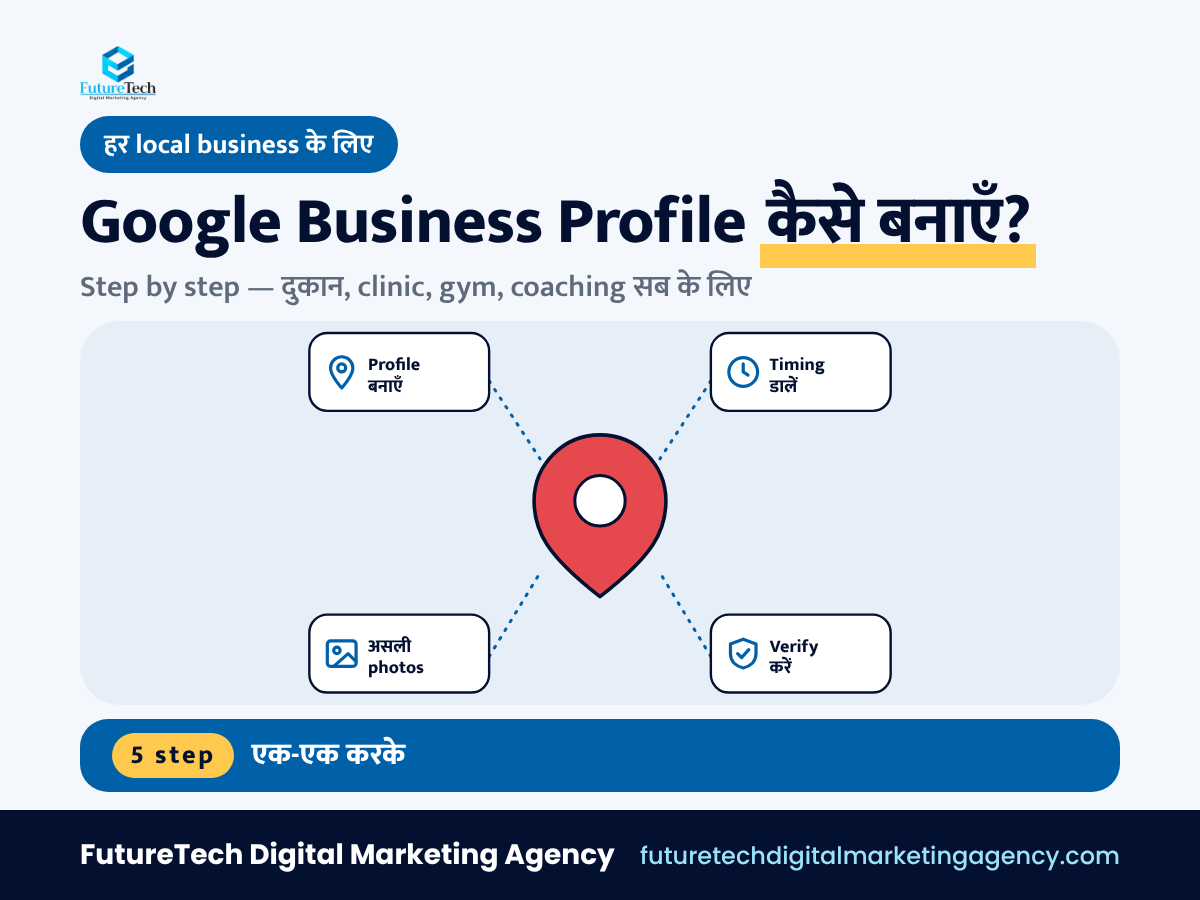 FutureTech
Digital Marketing Agency
हर local business के लिए
Google Business Profile कैसे बनाएँ?
Step by step — दुकान, clinic, gym, coaching सब के लिए
Profile
बनाएँ
Timing
डालें
असली
photos
Verify
करें
5 step एक-एक करके
FutureTech Digital Marketing Agency futuretechdigitalmarketingagency.com